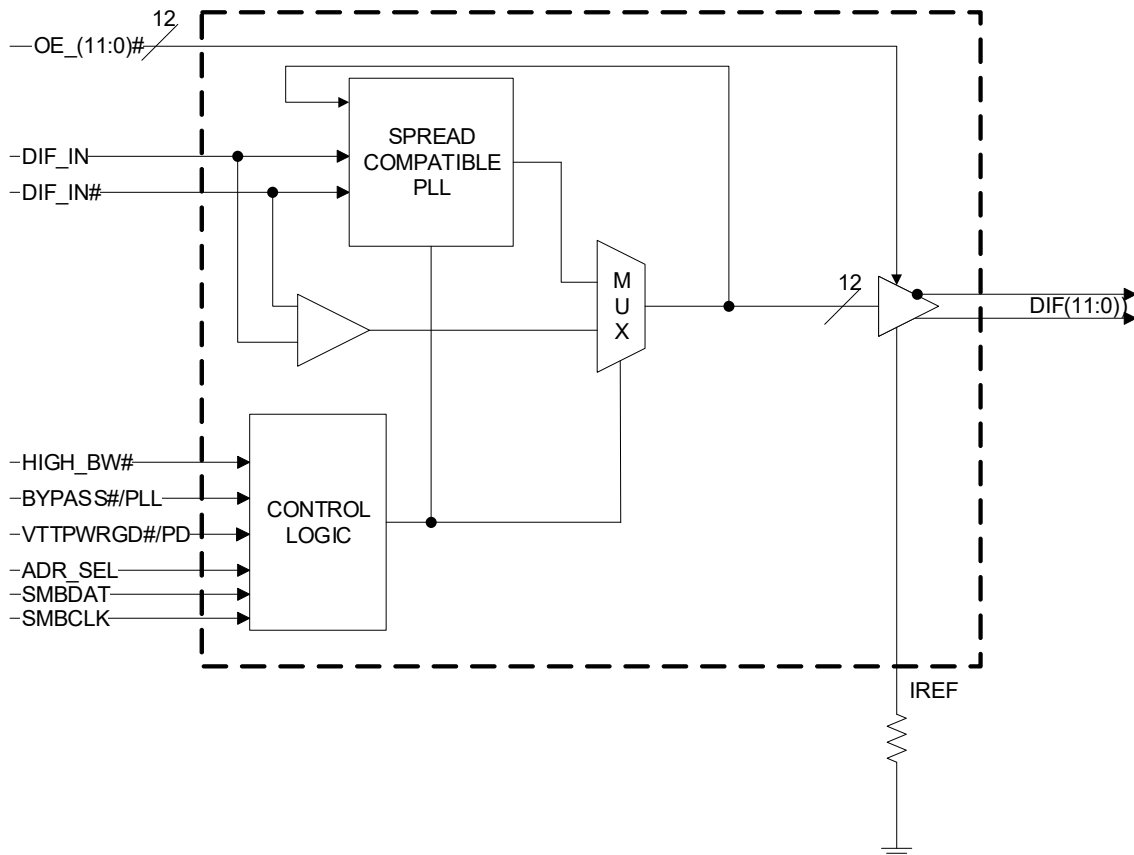 12
OE_(11:0)#
DIF_IN
DIF_IN#
SPREAD
COMPATIBLE
PLL
M
U
X
12
DIF(11:0))
HIGH_BW#
BYPASS#/PLL
VTTPWRGD#/PD
ADR_SEL
SMBDAT
SMBCLK
CONTROL
LOGIC
IREF